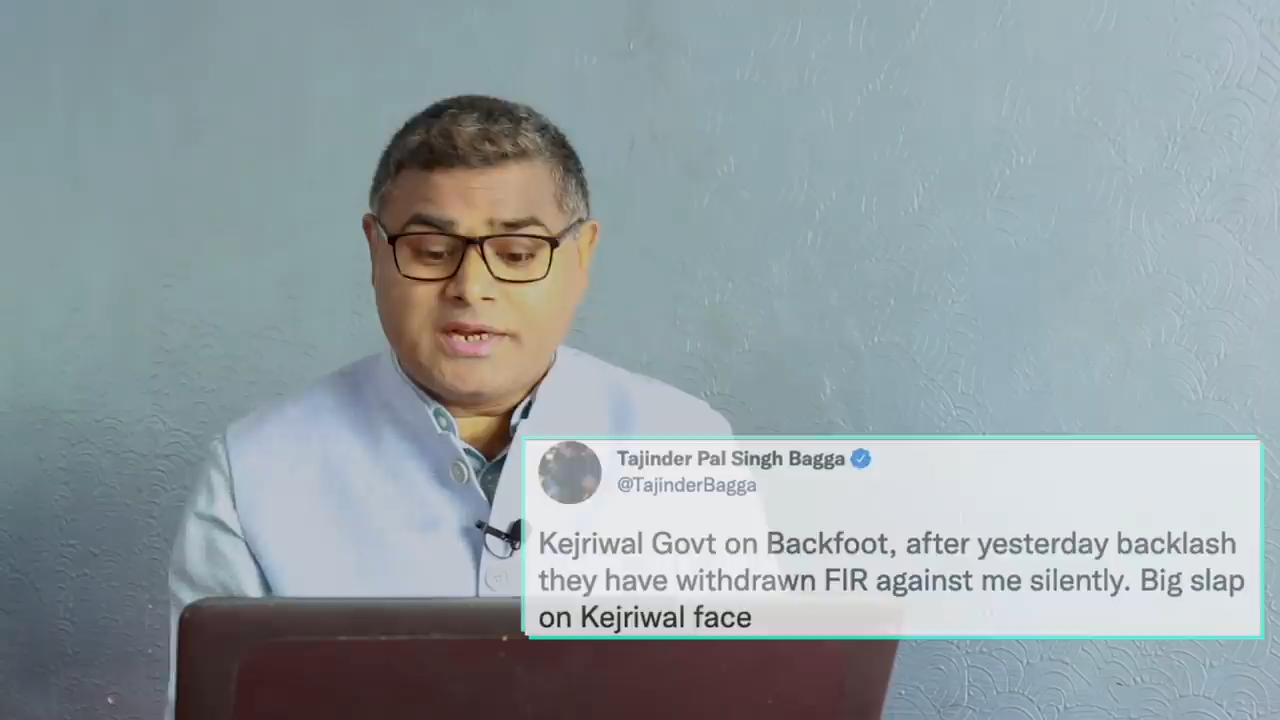 Tajinder Pal Singh Bagga
@TajinderBagga
Kejriwal Govt on Backfoot, after yesterday backlash
they have withdrawn FIR against me silently. Big slap
on Kejriwal face